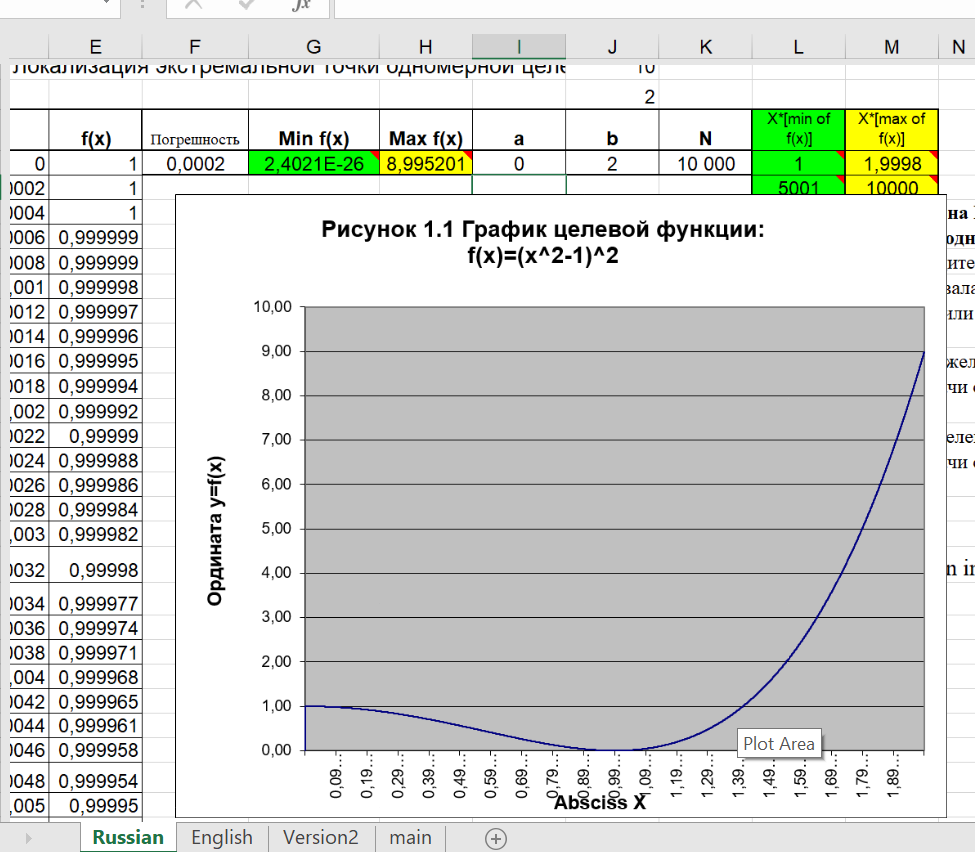 fx
E F G H I J K L M N
Локализация экстремальной точки одномерной целе 10
2
f(x) Погрешность Min f(x) Max f(x) a b N X*[min of f(x)] X*[max of f(x)]
0 1 0,0002 2,4021E-26 8,995201 0 2 10 000 1 1,9998
0002 1 5001 10000
0004 1 на
0006 0,999999 одн
0008 0,999999 ите
,001 0,999998 вала
0012 0,999997 или
0014 0,999996
0016 0,999995 жел
0018 0,999994 чи
,002 0,999992
0022 0,99999 елев
0024 0,999988 чи
0026 0,999986
0028 0,999984
,003 0,999982
0032 0,99998 n in
0034 0,999977
0036 0,999974
0038 0,999971
,004 0,999968
0042 0,999965
0044 0,999961
0046 0,999958
0048 0,999954
,005 0,99995
Рисунок 1.1 График целевой функции:
f(x)=(x^2-1)^2
10,00
9,00
8,00
7,00
6,00
5,00
4,00
3,00
2,00
1,00
0,00
Ордината y=f(x)
0,09... 0,19... 0,29... 0,39... 0,49... 0,59... 0,69... 0,79... 0,89... 0,99... 1,09... 1,19... 1,29... 1,39... 1,49... 1,59... 1,69... 1,79... 1,89...
Absciss X
Plot Area
Russian English Version2 main